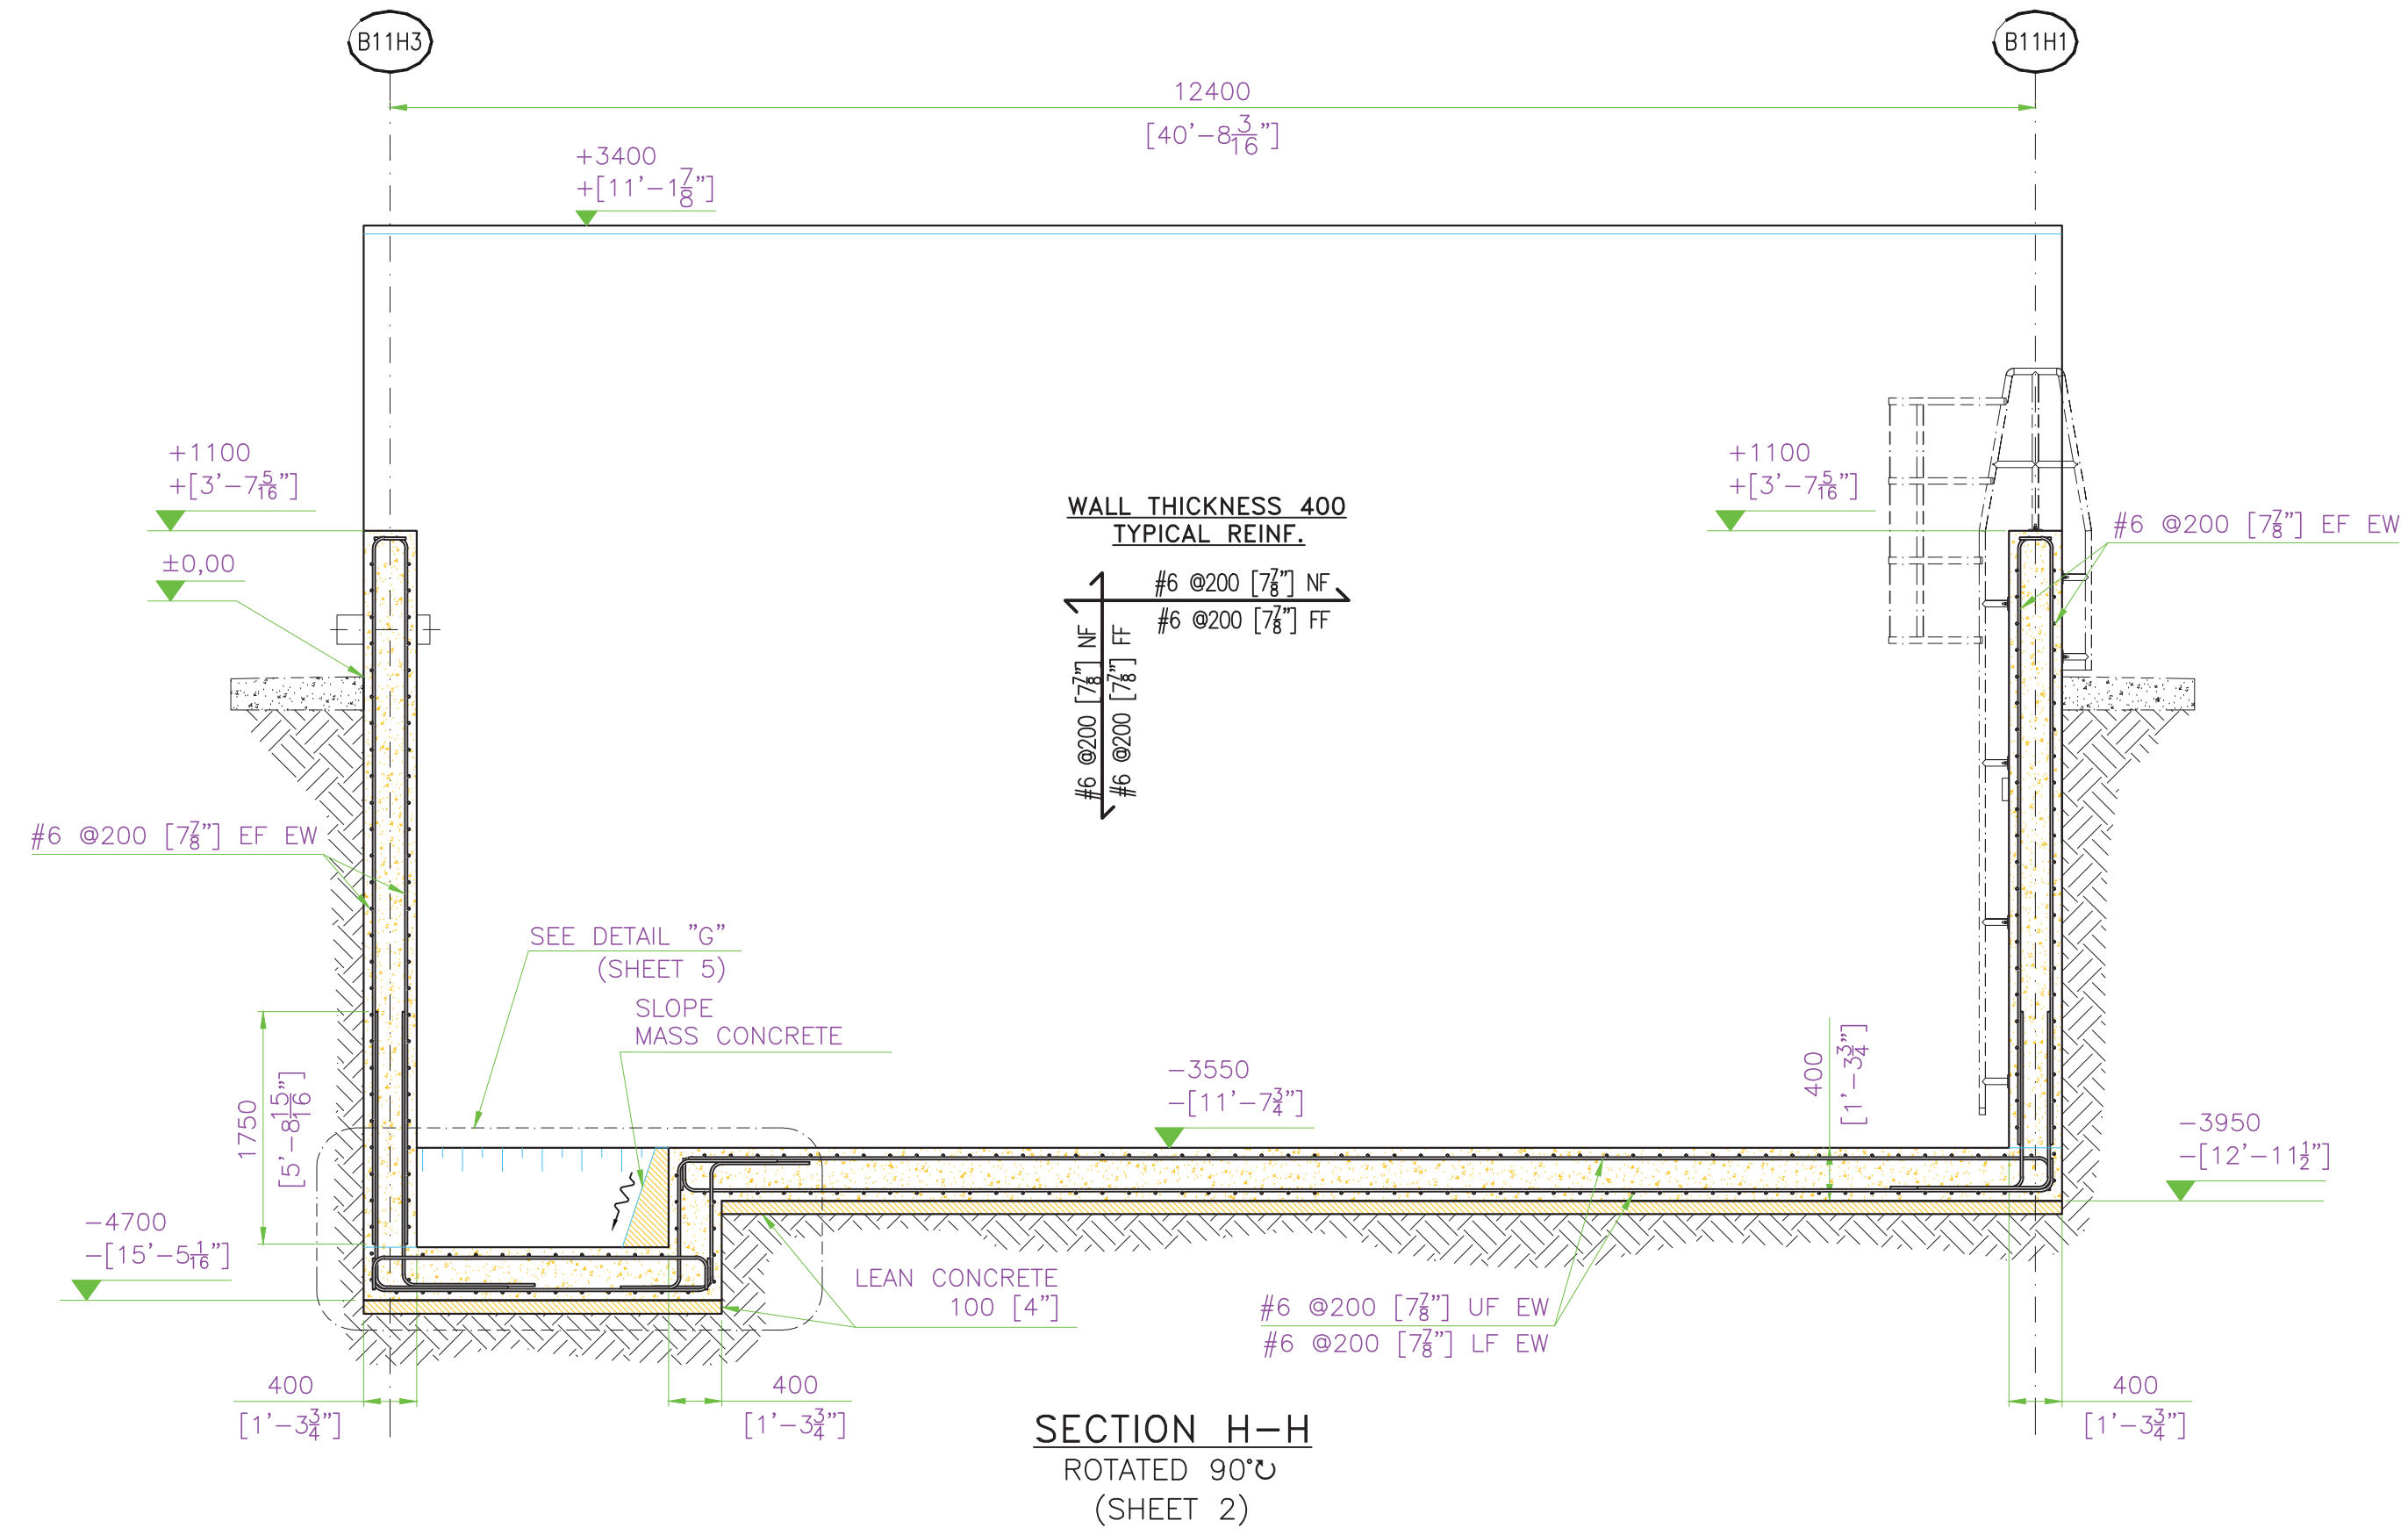 B11H3
B11H1
12400
[40'-8 3/16"]
+3400
+[11'-1 7/8"]
+1100
+[3'-7 5/16"]
±0,00
+1100
+[3'-7 5/16"]
WALL THICKNESS 400
TYPICAL REINF.
#6 @200 [7 7/8"] NF
#6 @200 [7 7/8"] FF
#6 @200 [7 7/8"] NF
#6 @200 [7 7/8"] FF
#6 @200 [7 7/8"] EF EW
#6 @200 [7 7/8"] EF EW
SEE DETAIL "G"
(SHEET 5)
SLOPE
MASS CONCRETE
1750
[5'-8 15/16"]
-3550
-[11'-7 3/4"]
400
[1'-3 3/4"]
-3950
-[12'-11 1/2"]
-4700
-[15'-5 1/16"]
LEAN CONCRETE
100 [4"]
#6 @200 [7 7/8"] UF EW
#6 @200 [7 7/8"] LF EW
400
[1'-3 3/4"]
400
[1'-3 3/4"]
400
[1'-3 3/4"]
SECTION H-H
ROTATED 90°↻
(SHEET 2)